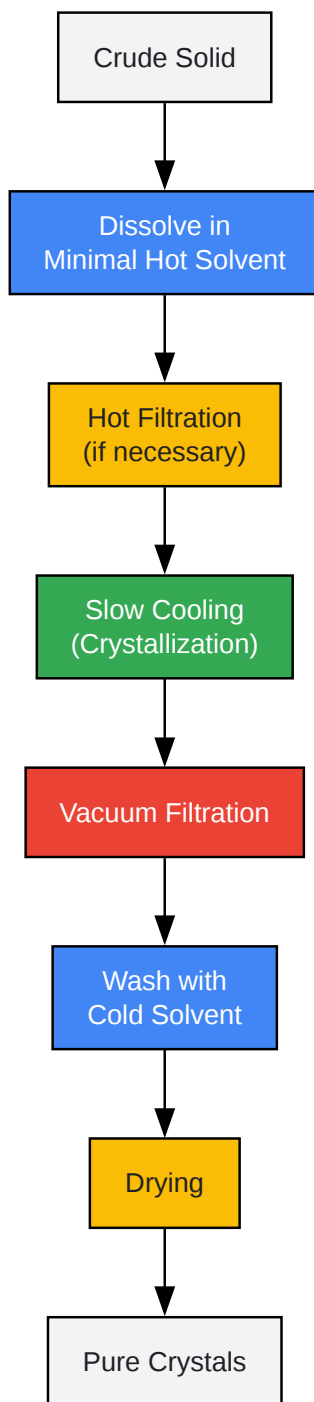 Crude Solid
Dissolve in
Minimal Hot Solvent
Hot Filtration
(if necessary)
Slow Cooling
(Crystallization)
Vacuum Filtration
Wash with
Cold Solvent
Drying
Pure Crystals